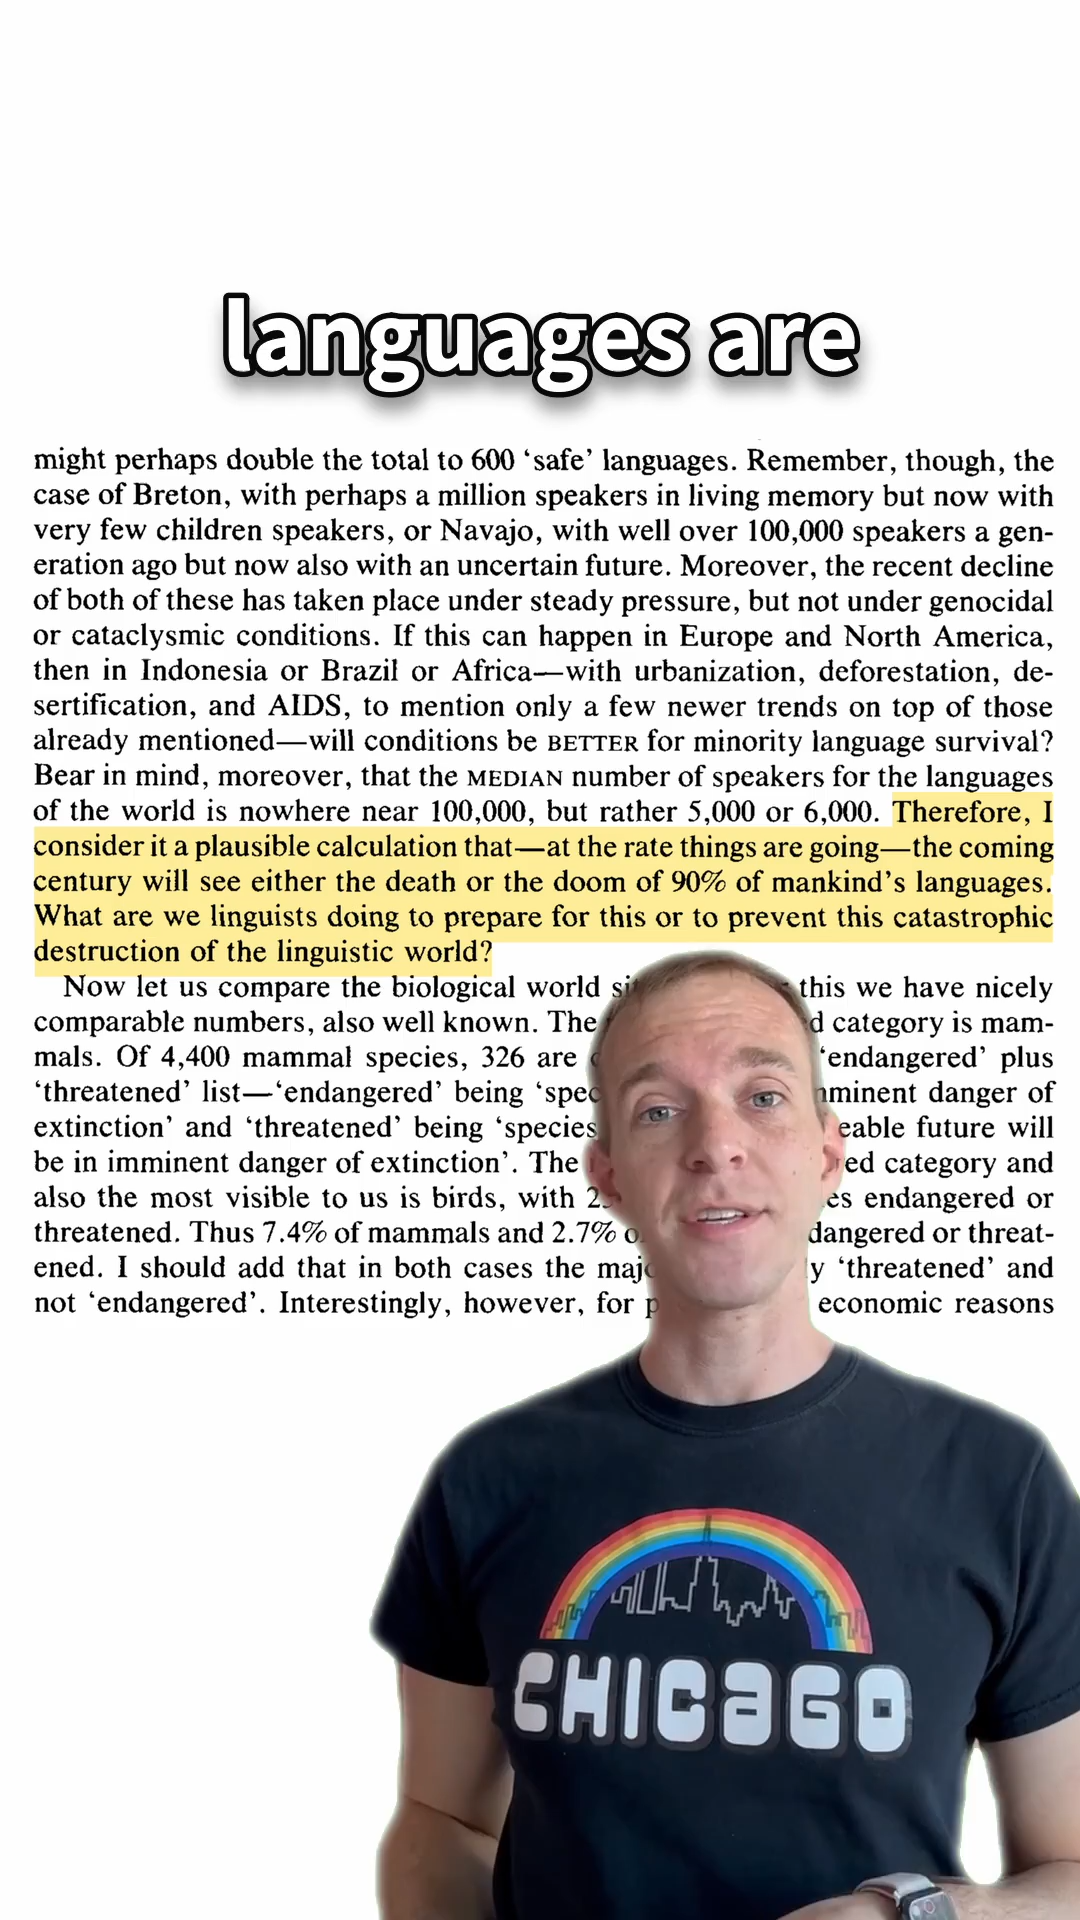 languages are
might perhaps double the total to 600 ‘safe’ languages. Remember, though, the
case of Breton, with perhaps a million speakers in living memory but now with
very few children speakers, or Navajo, with well over 100,000 speakers a gen-
eration ago but now also with an uncertain future. Moreover, the recent decline
of both of these has taken place under steady pressure, but not under genocidal
or cataclysmic conditions. If this can happen in Europe and North America,
then in Indonesia or Brazil or Africa—with urbanization, deforestation, de-
sertification, and AIDS, to mention only a few newer trends on top of those
already mentioned—will conditions be BETTER for minority language survival?
Bear in mind, moreover, that the MEDIAN number of speakers for the languages
of the world is nowhere near 100,000, but rather 5,000 or 6,000. Therefore, I
consider it a plausible calculation that—at the rate things are going—the coming
century will see either the death or the doom of 90% of mankind’s languages.
What are we linguists doing to prepare for this or to prevent this catastrophic
destruction of the linguistic world?
Now let us compare the biological world this we have nicely
comparable numbers, also well known. The category is mam-
mals. Of 4,400 mammal species, 326 are ‘endangered’ plus
‘threatened’ list—‘endangered’ being danger of
extinction’ and ‘threatened’ being ‘species future will
be in imminent danger of extinction’. The category and
also the most visible to us is birds, with endangered or
threatened. Thus 7.4% of mammals and 2.7% or threat-
ened. I should add that in both cases the ‘threatened’ and
not ‘endangered’. Interestingly, however, for economic reasons
CHICAGO